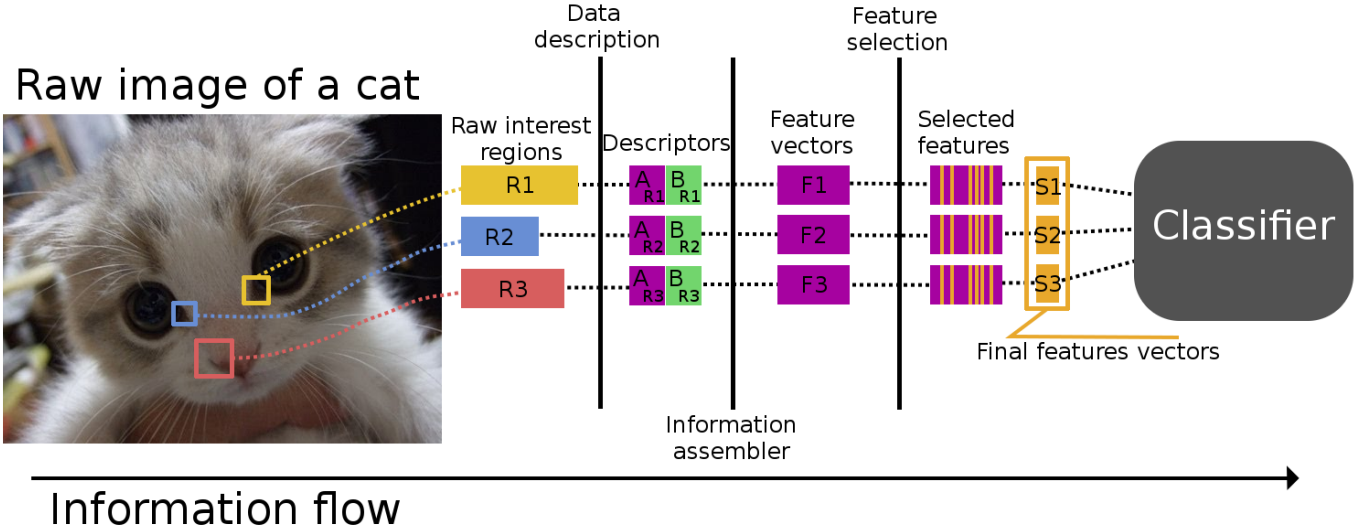 Data
description
Feature
selection
Raw image of a cat
Raw interest
regions
Descriptors
Feature
vectors
Selected
features
R1
A R1
B R1
F1
S1
R2
A R2
B R2
F2
S2
R3
A R3
B R3
F3
S3
Classifier
Final features vectors
Information
assembler
Information flow